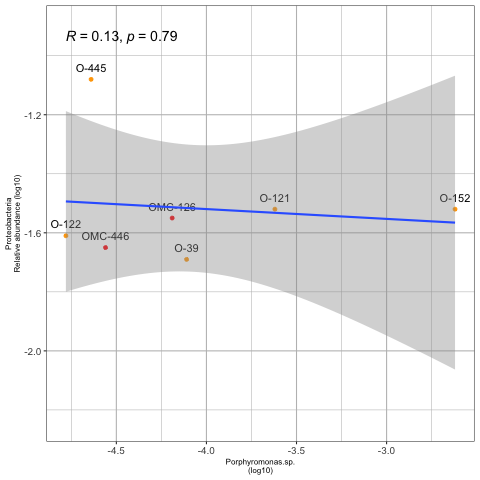 R = 0.13, p = 0.79
O-445
O-121
O-152
OMC-126
O-122
OMC-446
O-39
-1.2
-1.6
-2.0
Proteobacteria
Relative abundance (log10)
-4.5
-4.0
-3.5
-3.0
Porphyromonas.sp.
(log10)